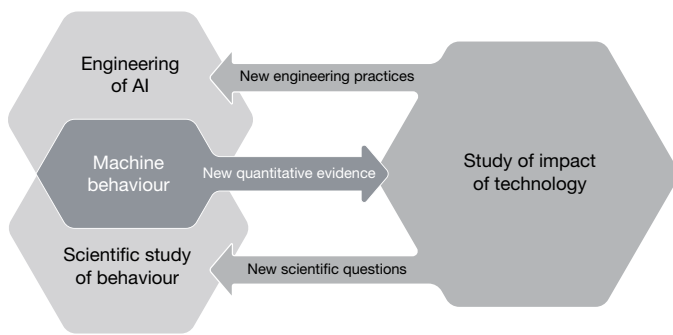 Engineering
of AI
New engineering practices
Machine
behaviour
New quantitative evidence
Study of impact
of technology
Scientific study
of behaviour
New scientific questions